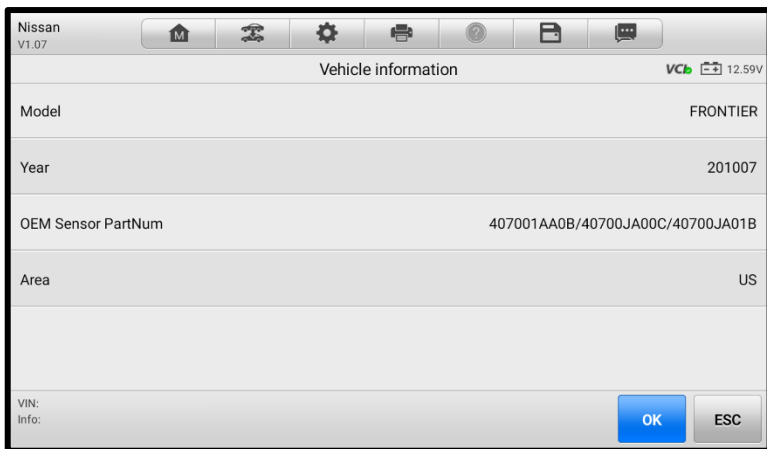 Nissan
V1.07
M
Vehicle information
VCb 12.59V
Model FRONTIER
Year 201007
OEM Sensor PartNum 407001AA0B/40700JA00C/40700JA01B
Area US
VIN:
Info:
OK ESC